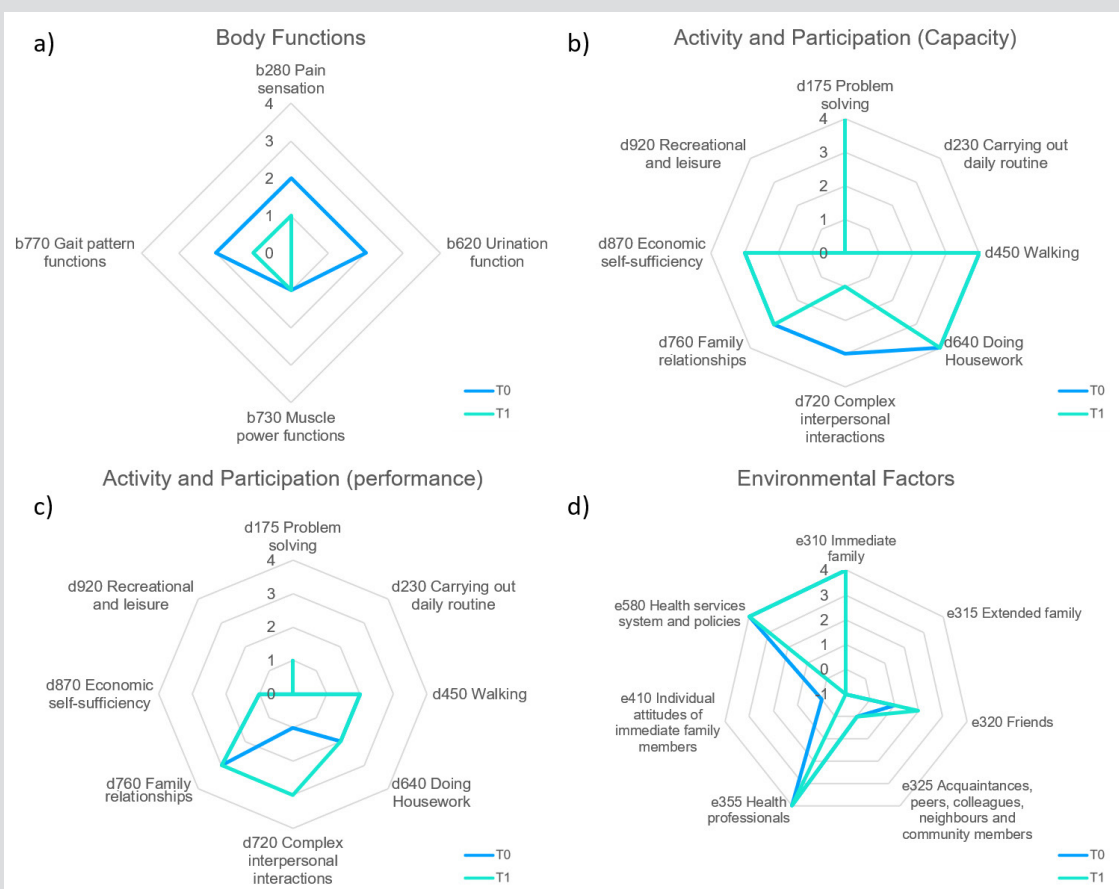 a)
Body Functions
b280 Pain
sensation
4
3
2
1
0
b770 Gait pattern
functions
b620 Urination
function
b730 Muscle
power functions
T0
T1
b)
Activity and Participation (Capacity)
d175 Problem
solving
4
3
2
1
0
d920 Recreational
and leisure
d230 Carrying out
daily routine
d870 Economic
self-sufficiency
d450 Walking
d760 Family
relationships
d640 Doing
Housework
d720 Complex
interpersonal
interactions
T0
T1
c)
Activity and Participation (performance)
d175 Problem
solving
4
3
2
1
0
d920 Recreational
and leisure
d230 Carrying out
daily routine
d870 Economic
self-sufficiency
d450 Walking
d760 Family
relationships
d640 Doing
Housework
d720 Complex
interpersonal
interactions
T0
T1
d)
Environmental Factors
e310 Immediate
family
4
3
2
1
0
1
e580 Health services
system and policies
e315 Extended family
e410 Individual
attitudes of
immediate family
members
e320 Friends
e355 Health
professionals
e325 Acquaintances,
peers, colleagues,
neighbours and
community members
T0
T1